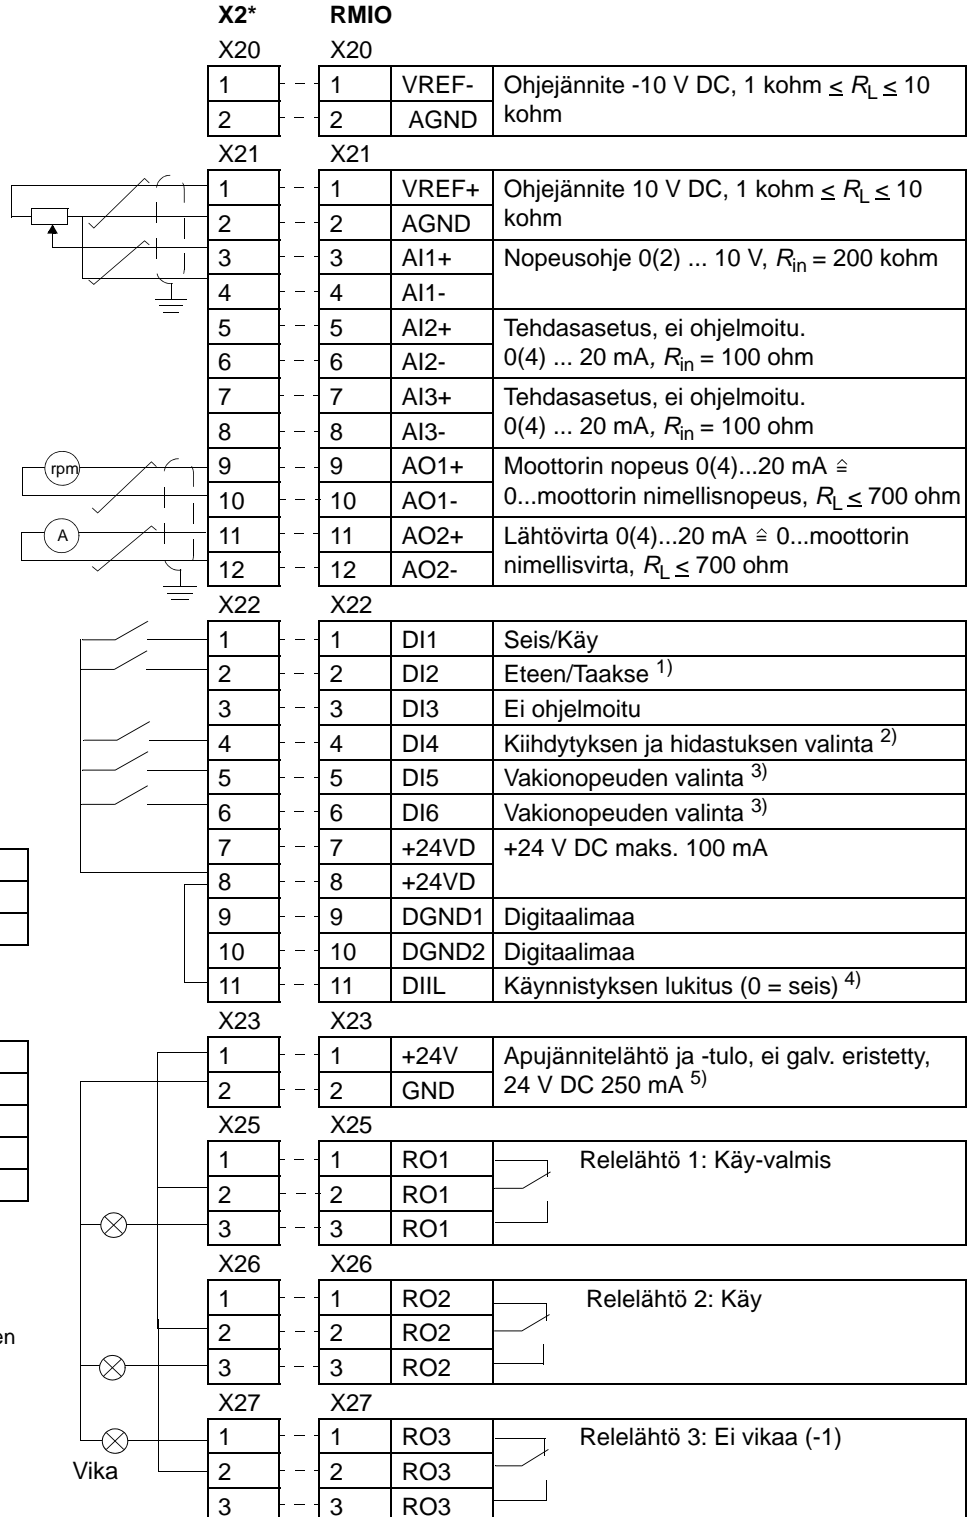 X2* RMIO
X20 X20
1 1 VREF- Ohjejännite -10 V DC, 1 kohm ≤ RL ≤ 10
2 2 AGND kohm
X21 X21
1 1 VREF+ Ohjejännite 10 V DC, 1 kohm ≤ RL ≤ 10
2 2 AGND kohm
3 3 AI1+ Nopeusohje 0(2) ... 10 V, Rin = 200 kohm
4 4 AI1-
5 5 AI2+ Tehdasasetus, ei ohjelmoitu.
6 6 AI2- 0(4) ... 20 mA, Rin = 100 ohm
7 7 AI3+ Tehdasasetus, ei ohjelmoitu.
8 8 AI3- 0(4) ... 20 mA, Rin = 100 ohm
rpm 9 9 AO1+ Moottorin nopeus 0(4)...20 mA ≙
10 10 AO1- 0...moottorin nimellisnopeus, RL ≤ 700 ohm
A 11 11 AO2+ Lähtövirta 0(4)...20 mA ≙ 0...moottorin
12 12 AO2- nimellisvirta, RL ≤ 700 ohm
X22 X22
1 1 DI1 Seis/Käy
2 2 DI2 Eteen/Taakse 1)
3 3 DI3 Ei ohjelmoitu
4 4 DI4 Kiihdytyksen ja hidastuksen valinta 2)
5 5 DI5 Vakionopeuden valinta 3)
6 6 DI6 Vakionopeuden valinta 3)
7 7 +24VD +24 V DC maks. 100 mA
8 8 +24VD
9 9 DGND1 Digitaalimaa
10 10 DGND2 Digitaalimaa
11 11 DIIL Käynnistyksen lukitus (0 = seis) 4)
X23 X23
1 1 +24V Apujännitelähtö ja -tulo, ei galv. eristetty,
2 2 GND 24 V DC 250 mA 5)
X25 X25
1 1 RO1 Relelähtö 1: Käy-valmis
2 2 RO1
3 3 RO1
X26 X26
1 1 RO2 Relelähtö 2: Käy
2 2 RO2
3 3 RO2
X27 X27
1 1 RO3 Relelähtö 3: Ei vikaa (-1)
Vika 2 2 RO3
3 3 RO3